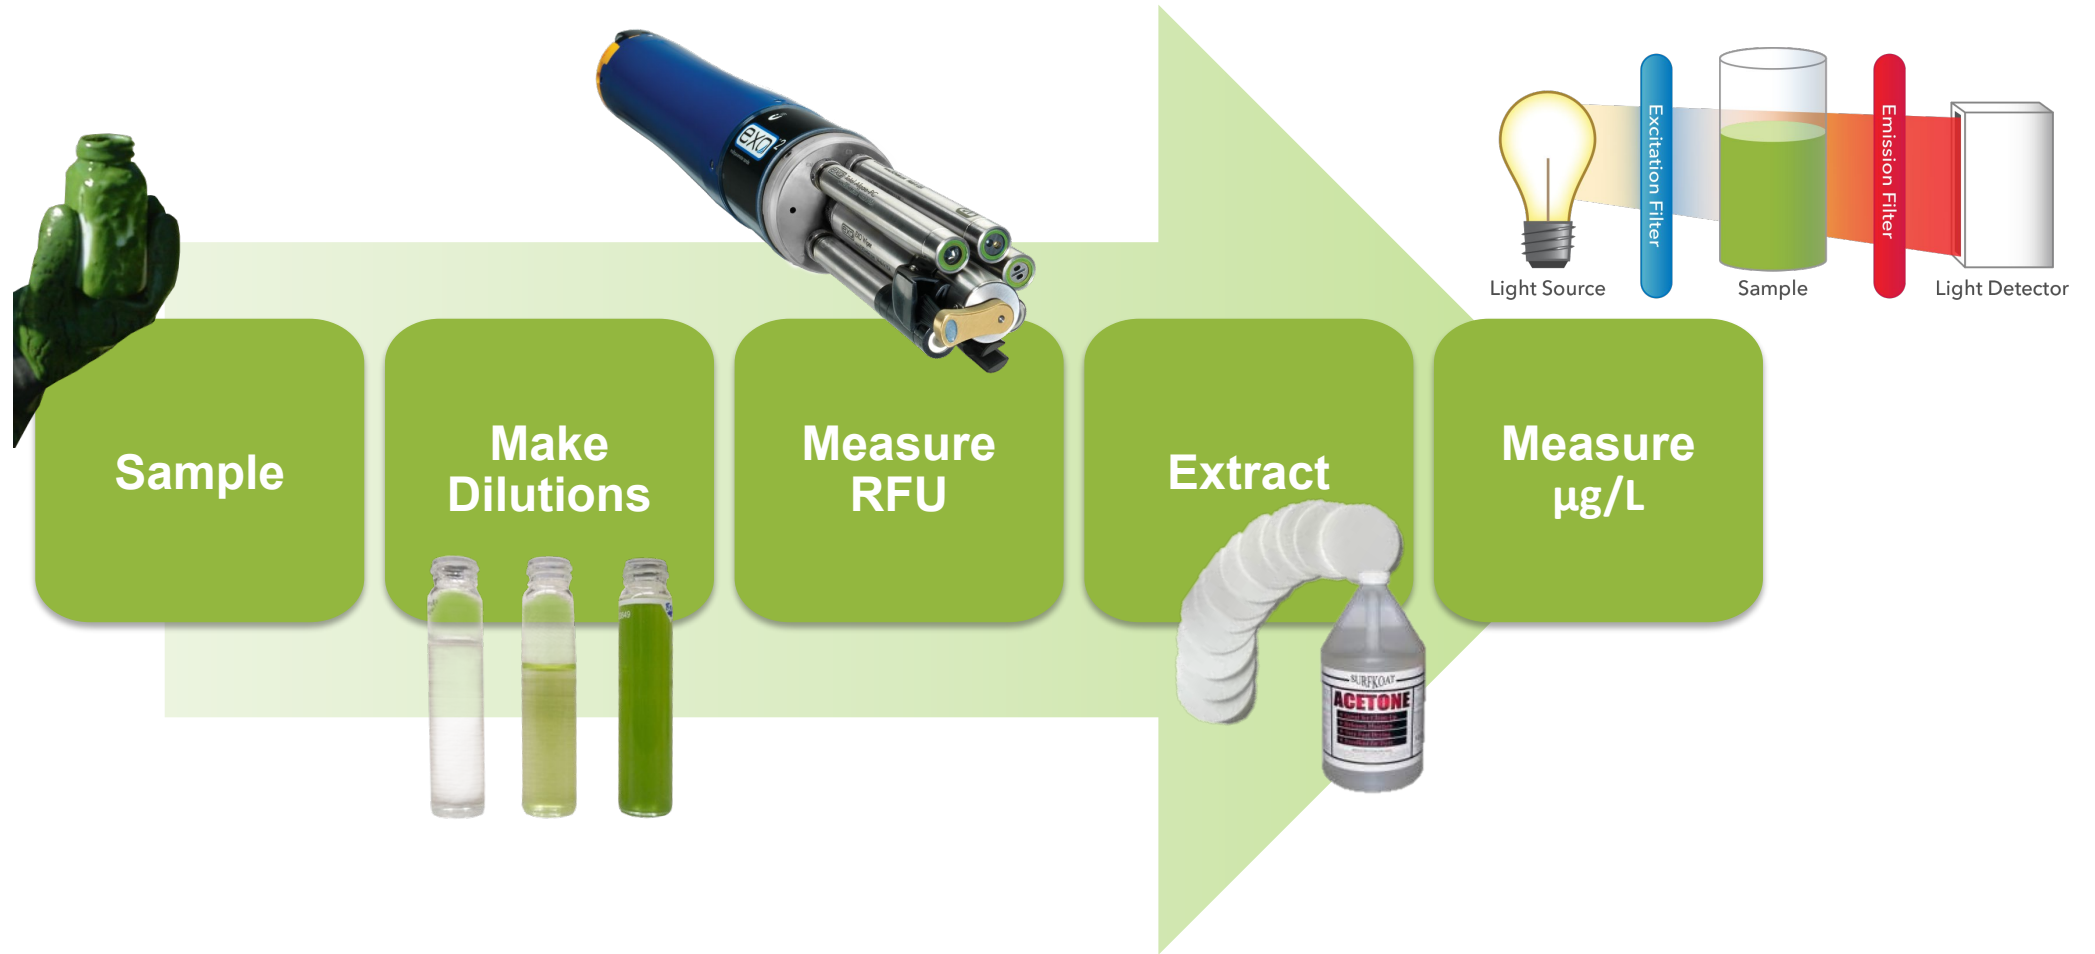 exo 2
Excitation Filter
Emission Filter
Light Source
Sample
Light Detector
Sample
Make
Dilutions
Measure
RFU
Extract
Measure
µg/L
SURFKOAT
ACETONE